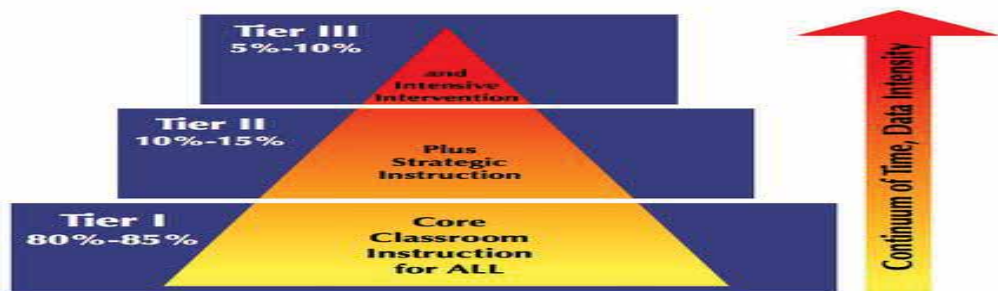 Tier III
5%-10%
and
Intensive
Intervention
Tier II
10%-15%
Plus
Strategic
Instruction
Tier I
80%-85%
Core
Classroom
Instruction
for ALL
Continuum of Time, Data Intensity